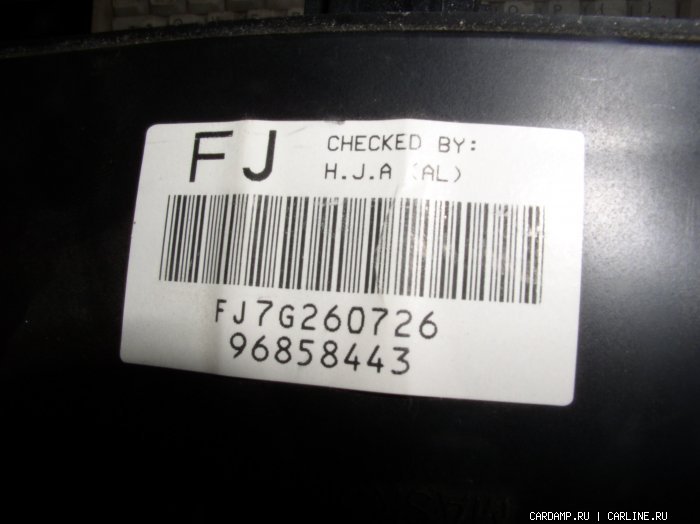 FJ
CHECKED BY:
H.J.A (AL)
FJ7G260726
96858443
CARDAMP.RU | CARLINE.RU